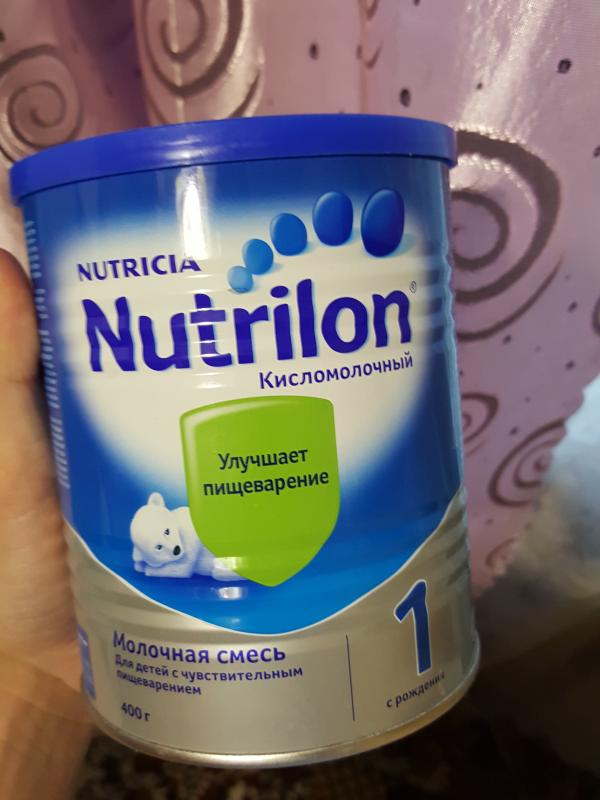 NUTRICIA
Nutrilon®
Кисломолочный
Улучшает
пищеварение
Молочная смесь
Для детей с чувствительным
пищеварением
400 г
1
с рождения